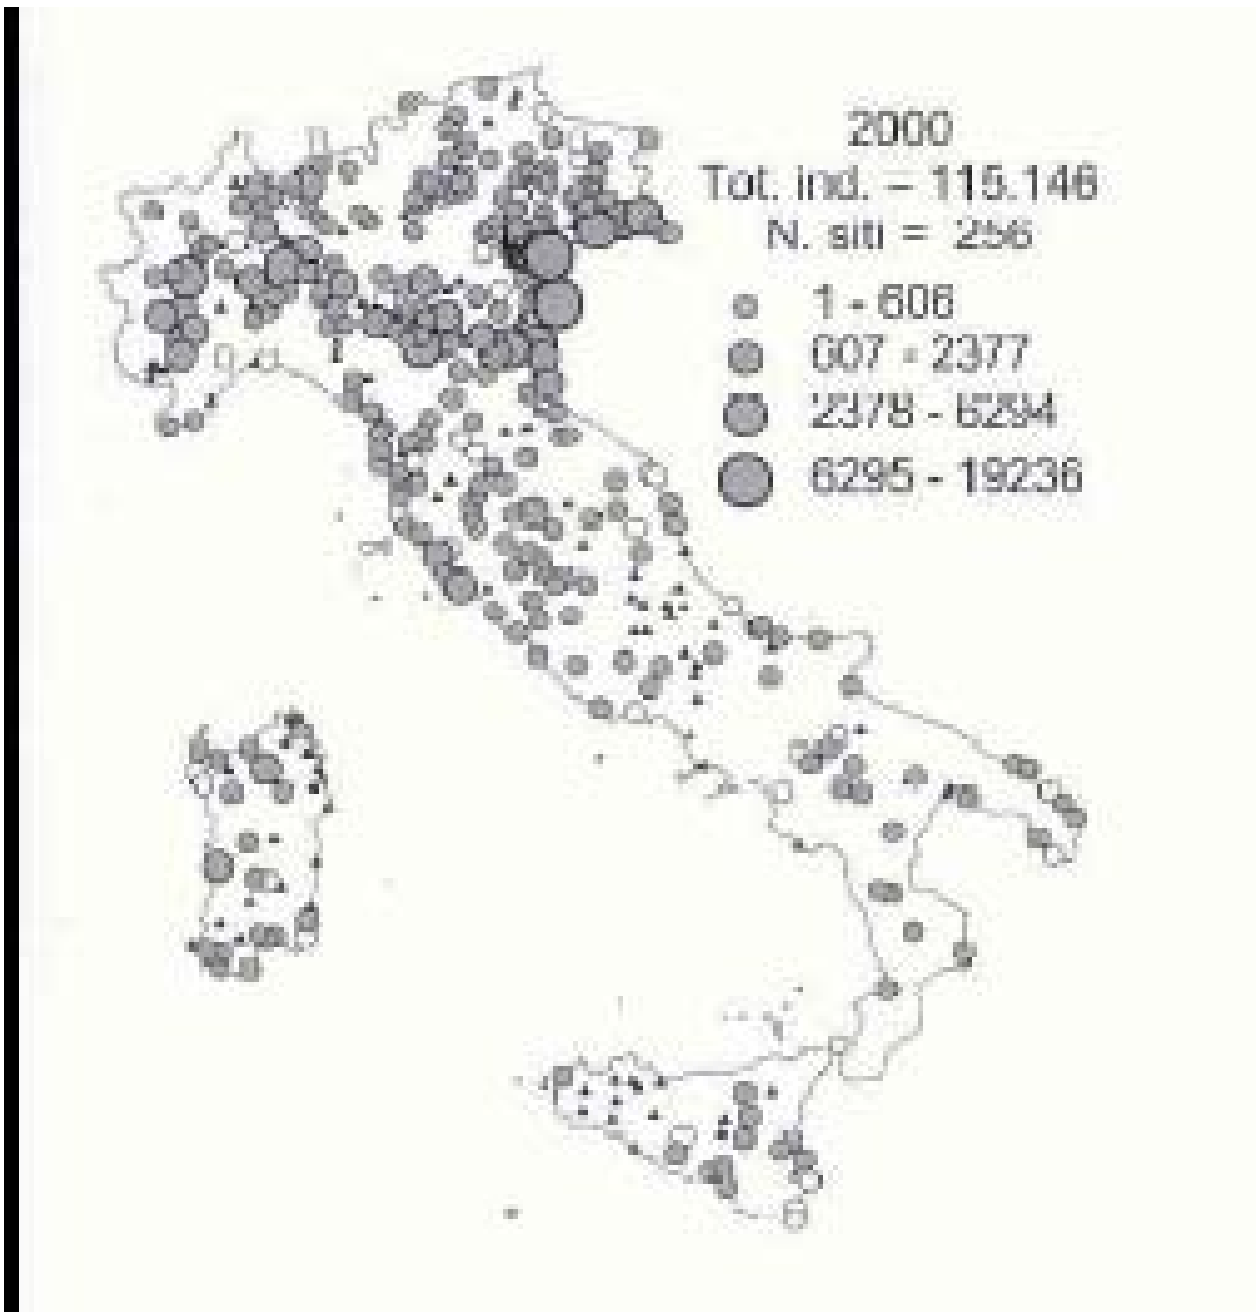 2000
Tot. ind. – 115.146
N. siti = 256
1 - 606
607 - 2377
2378 - 6294
6295 - 19236